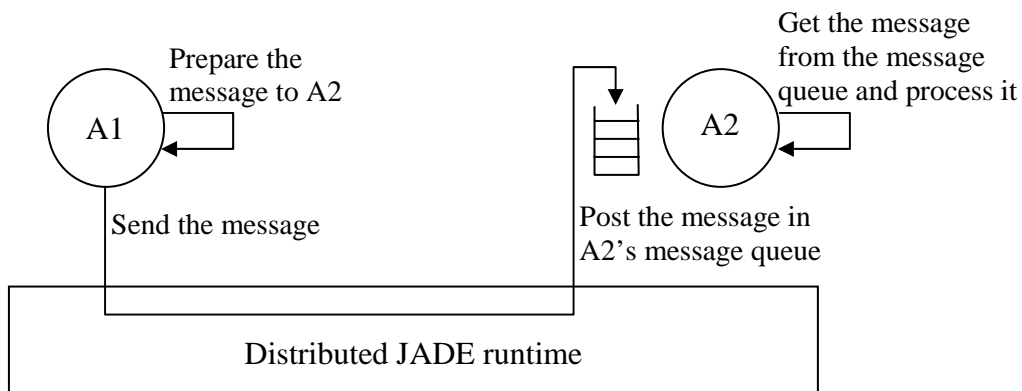 Prepare the
message to A2
A1
Send the message
Get the message
from the message
queue and process it
A2
Post the message in
A2’s message queue
Distributed JADE runtime